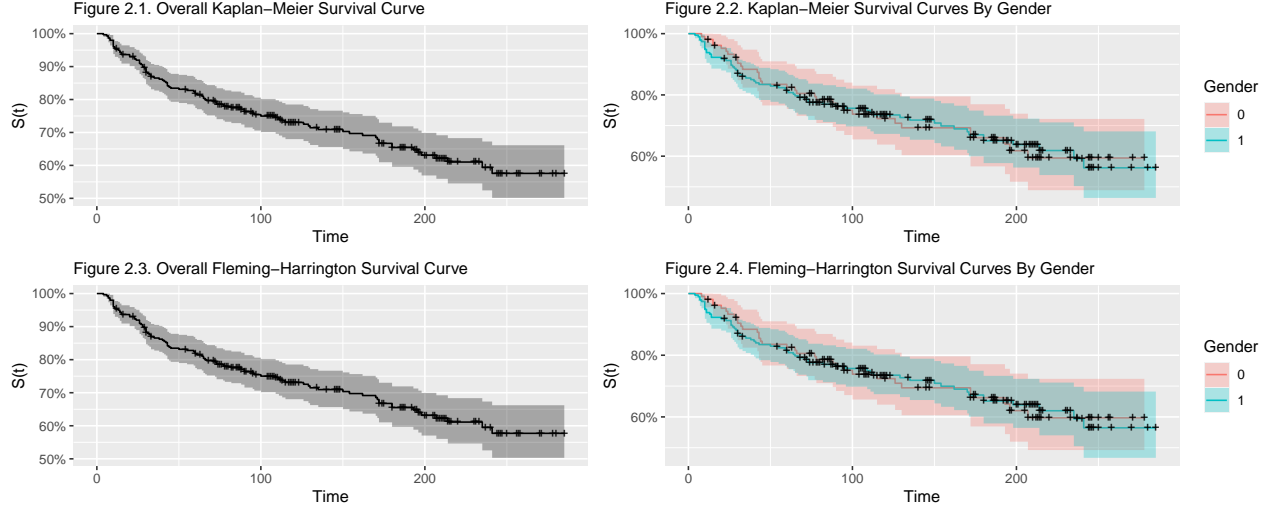 Figure 2.1. Overall Kaplan−Meier Survival Curve
100%
90%
80%
70%
60%
50%
S(t)
0
100
200
Time
Figure 2.2. Kaplan−Meier Survival Curves By Gender
100%
80%
60%
S(t)
0
100
200
Time
Gender
0
1
Figure 2.3. Overall Fleming−Harrington Survival Curve
100%
90%
80%
70%
60%
50%
S(t)
0
100
200
Time
Figure 2.4. Fleming−Harrington Survival Curves By Gender
100%
80%
60%
S(t)
0
100
200
Time
Gender
0
1